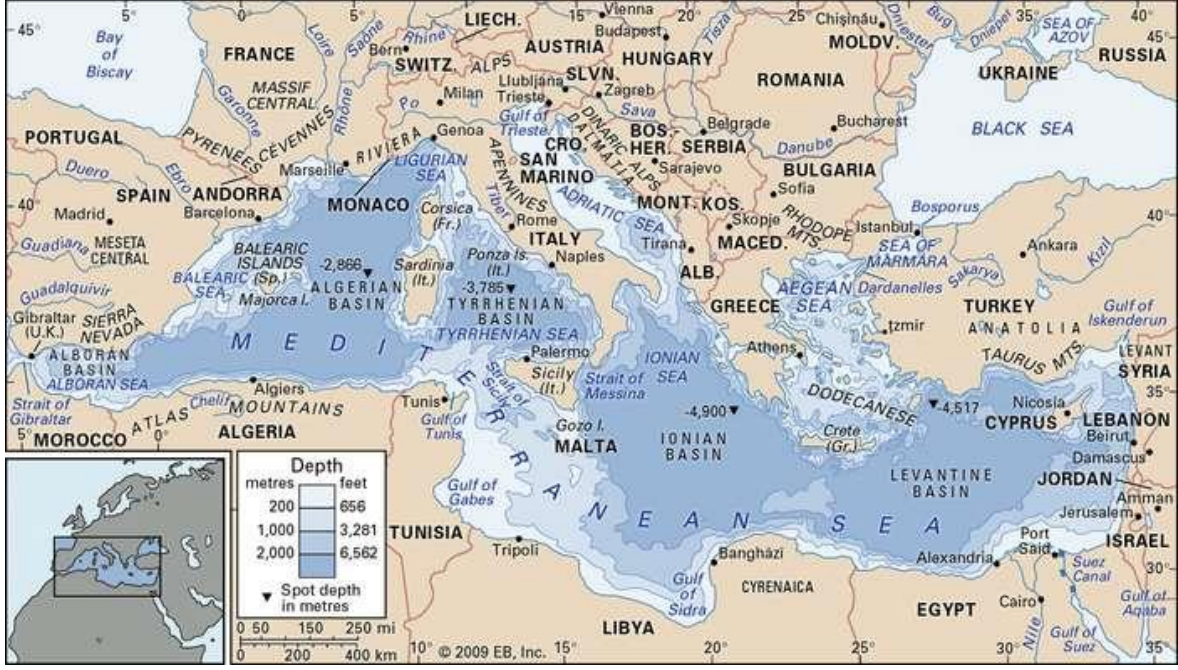 5°
0°
5°
10°
15°
20°
25°
30°
35°
40°
45°
45°
Bay
of
Biscay
FRANCE
Loire
Saône
Bern
Rhine
LIECH.
SWITZ.
ALPS
Vienna
AUSTRIA
Budapest
HUNGARY
Tisza
Chişinău
MOLDV.
Dniester
Bug
Dnieper
SEA OF
AZOV
RUSSIA
UKRAINE
ROMANIA
MASSIF
CENTRAL
Garonne
CÉVENNES
Rhône
Po
Milan
Ljubljana
SLVN.
Trieste
Zagreb
Gulf of
Trieste
Sava
Belgrade
Bucharest
Danube
BLACK SEA
PORTUGAL
PYRENEES
RIVIERA
Genoa
Marseille
LIGURIAN
SEA
APENNINES
CRO.
DINARIC ALPS
DALMATIA
BOS.
HER.
SERBIA
Sarajevo
BULGARIA
Sofia
SAN
MARINO
Duero
SPAIN
Ebro
ANDORRA
MONACO
40°
40°
Madrid
Barcelona
Corsica
(Fr.)
Tiber
Rome
ITALY
ADRIATIC SEA
MONT.
KOS.
Skopje
MACED.
Tirana
ALB.
RHODOPE
MTS.
Bosporus
Istanbul
SEA OF
MARMARA
Dardanelles
Ankara
Kızıl
Sakarya
Guadiana
MESETA
CENTRAL
BALEARIC
ISLANDS
(Sp.)
BALEARIC
SEA
Majorca I.
-2,866
ALGERIAN
BASIN
Sardinia
(It.)
Ponza Is.
(It.)
Naples
-3,785
TYRRHENIAN
BASIN
TYRRHENIAN SEA
GREECE
AEGEAN
SEA
TURKEY
ANATOLIA
İzmir
Gulf of
Iskenderun
Guadalquivir
Gibraltar
(U.K.)
SIERRA
NEVADA
ALBORAN
BASIN
ALBORAN SEA
Strait of
Gibraltar
MEDITERRANEAN SEA
Palermo
Sicily
(It.)
Strait of
Sicily
Strait of
Messina
IONIAN
SEA
Athens
TAURUS MTS.
LEVANT
SYRIA
35°
35°
Algiers
Chelif
ATLAS
MOUNTAINS
Tunis
Gulf of
Tunis
Gozo I.
MALTA
-4,900
IONIAN
BASIN
DODECANESE
Crete
(Gr.)
-4,517
Nicosia
CYPRUS
LEBANON
Beirut
Damascus
5°
MOROCCO
0°
ALGERIA
LEVANTINE
BASIN
JORDAN
Amman
Jerusalem
ISRAEL
Gulf of
Gabes
TUNISIA
Tripoli
Banghāzī
Gulf
of
Sidra
CYRENAICA
Alexandria
Port
Said
Suez
Canal
30°
Cairo
Nile
Gulf of
Suez
Gulf of
Aqaba
EGYPT
LIBYA
Depth
metres feet
200 656
1,000 3,281
2,000 6,562
Spot depth
in metres
0 50 150 250 mi
0 200 400 km
10°
© 2009 EB, Inc.
15°
20°
25°
30°
35°